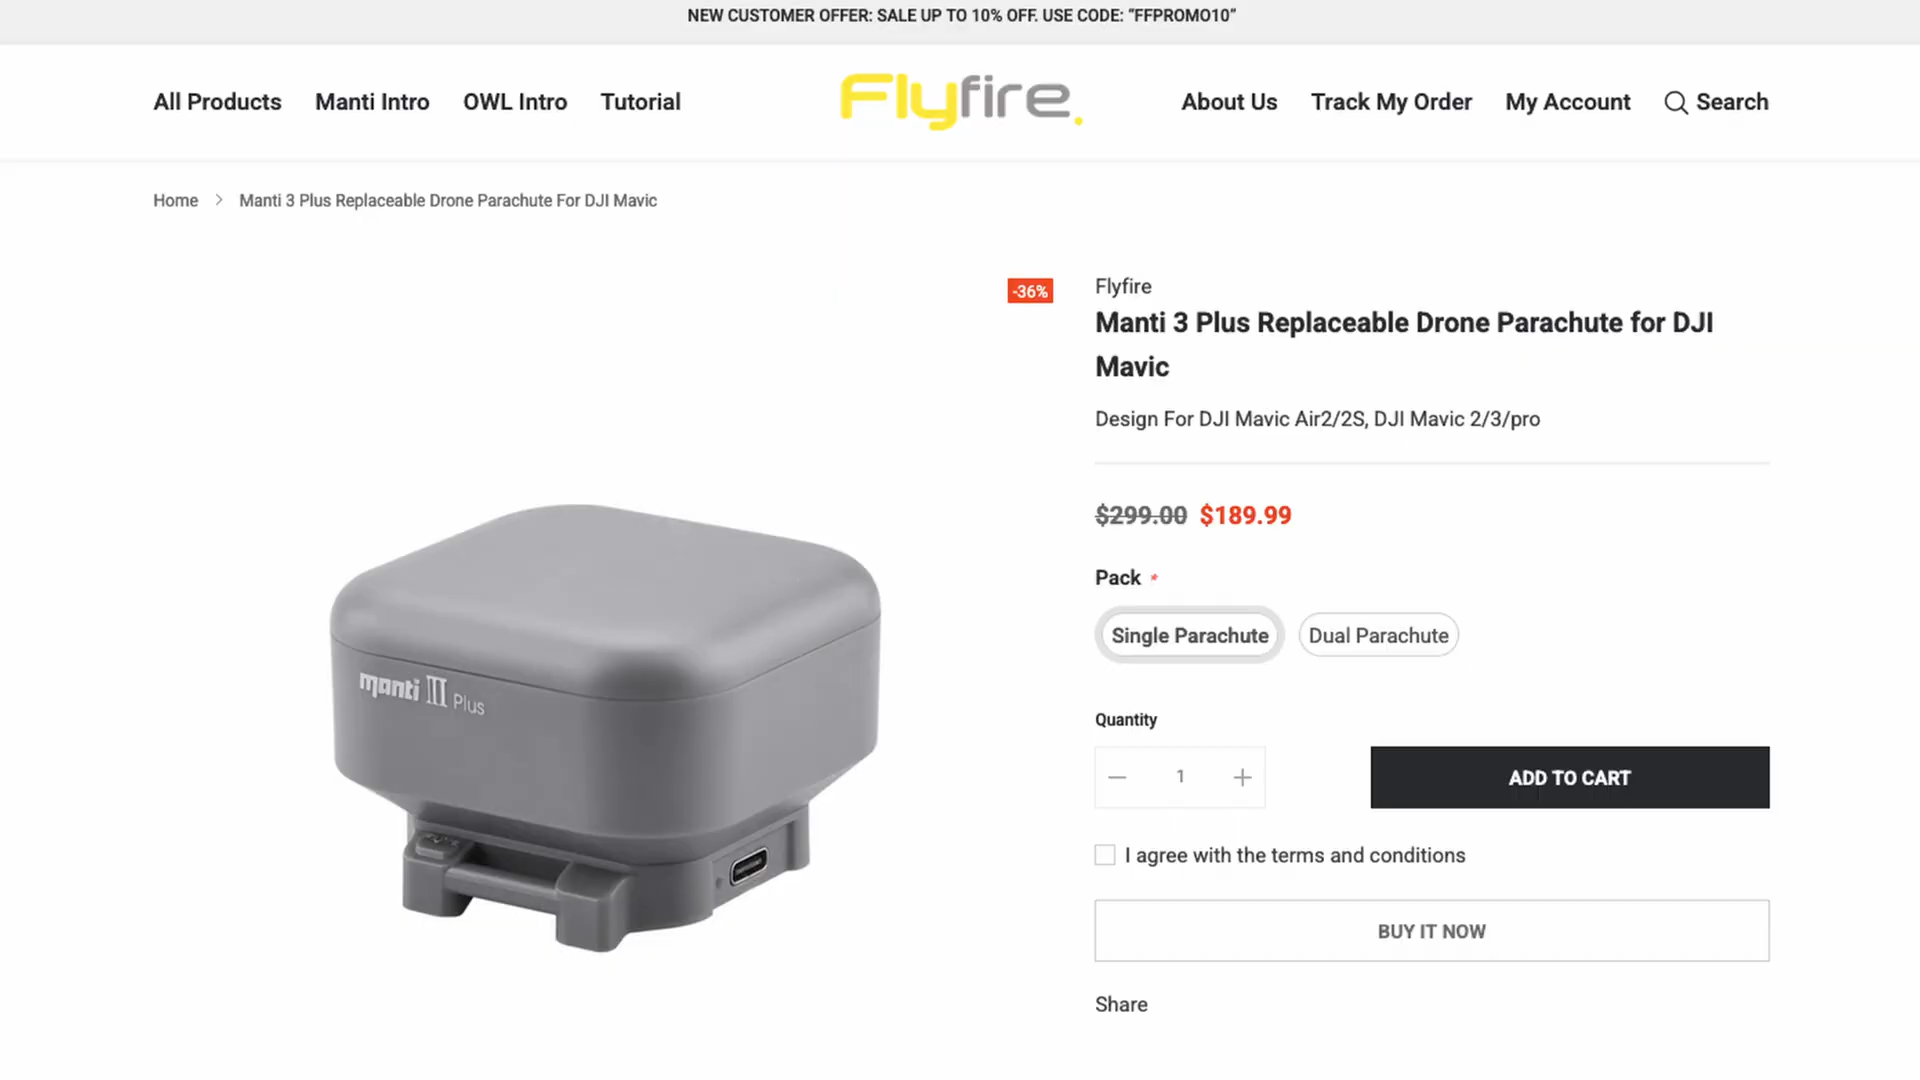 NEW CUSTOMER OFFER: SALE UP TO 10% OFF. USE CODE: “FFPROMO10”
All Products
Manti Intro
OWL Intro
Tutorial
Flyfire.
About Us
Track My Order
My Account
Search
Home
Manti 3 Plus Replaceable Drone Parachute For DJI Mavic
-36%
manti III Plus
Flyfire
Manti 3 Plus Replaceable Drone Parachute for DJI
Mavic
Design For DJI Mavic Air2/2S, DJI Mavic 2/3/pro
$299.00 $189.99
Pack *
Single Parachute
Dual Parachute
Quantity
1
ADD TO CART
I agree with the terms and conditions
BUY IT NOW
Share